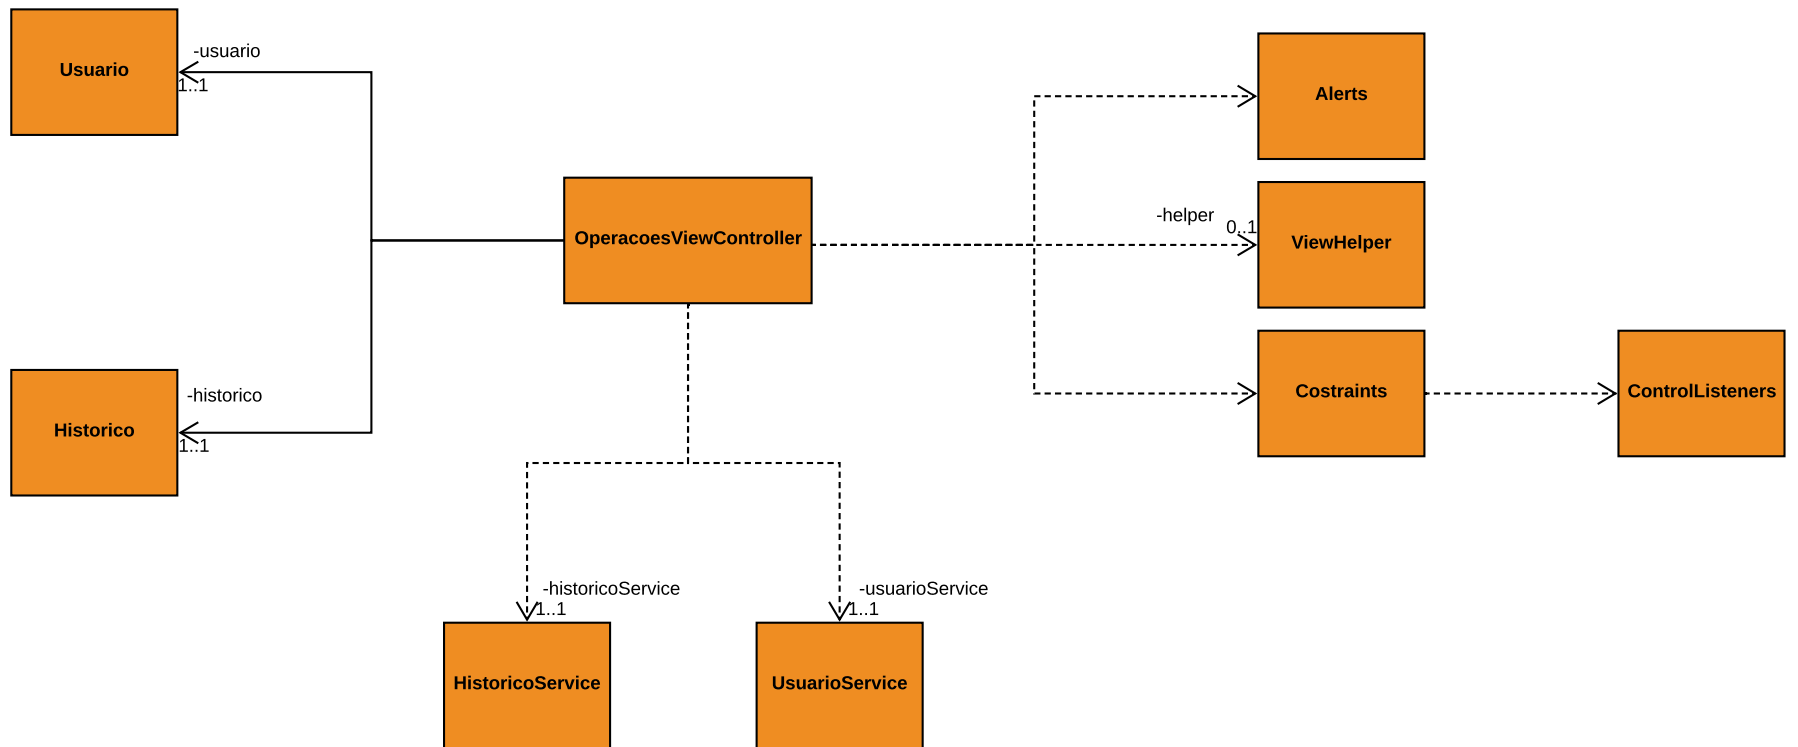 -usuario
Usuario
1..1
Alerts
OperacoesViewController
-helper
0..1
ViewHelper
-historico
Historico
1..1
Costraints
ControlListeners
-historicoService
1..1
-usuarioService
1..1
HistoricoService
UsuarioService